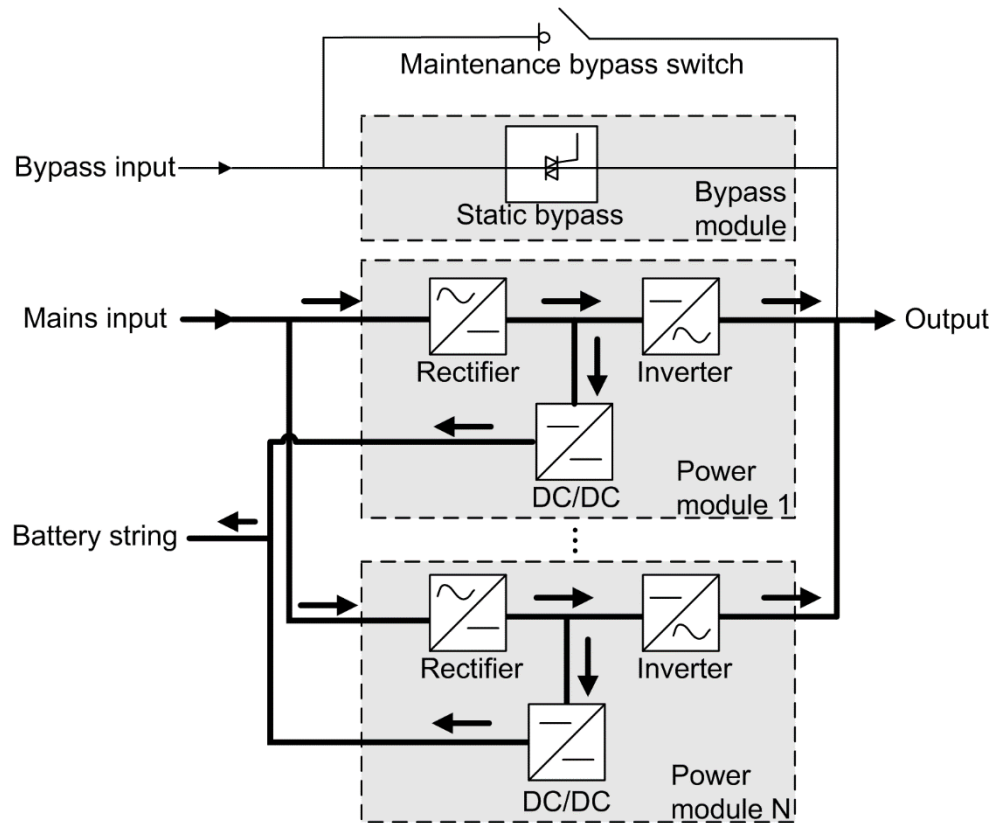 Maintenance bypass switch
Bypass input
Static bypass
Bypass
module
Mains input
Rectifier
Inverter
Output
DC/DC
Power
module 1
Battery string
Rectifier
Inverter
DC/DC
Power
module N